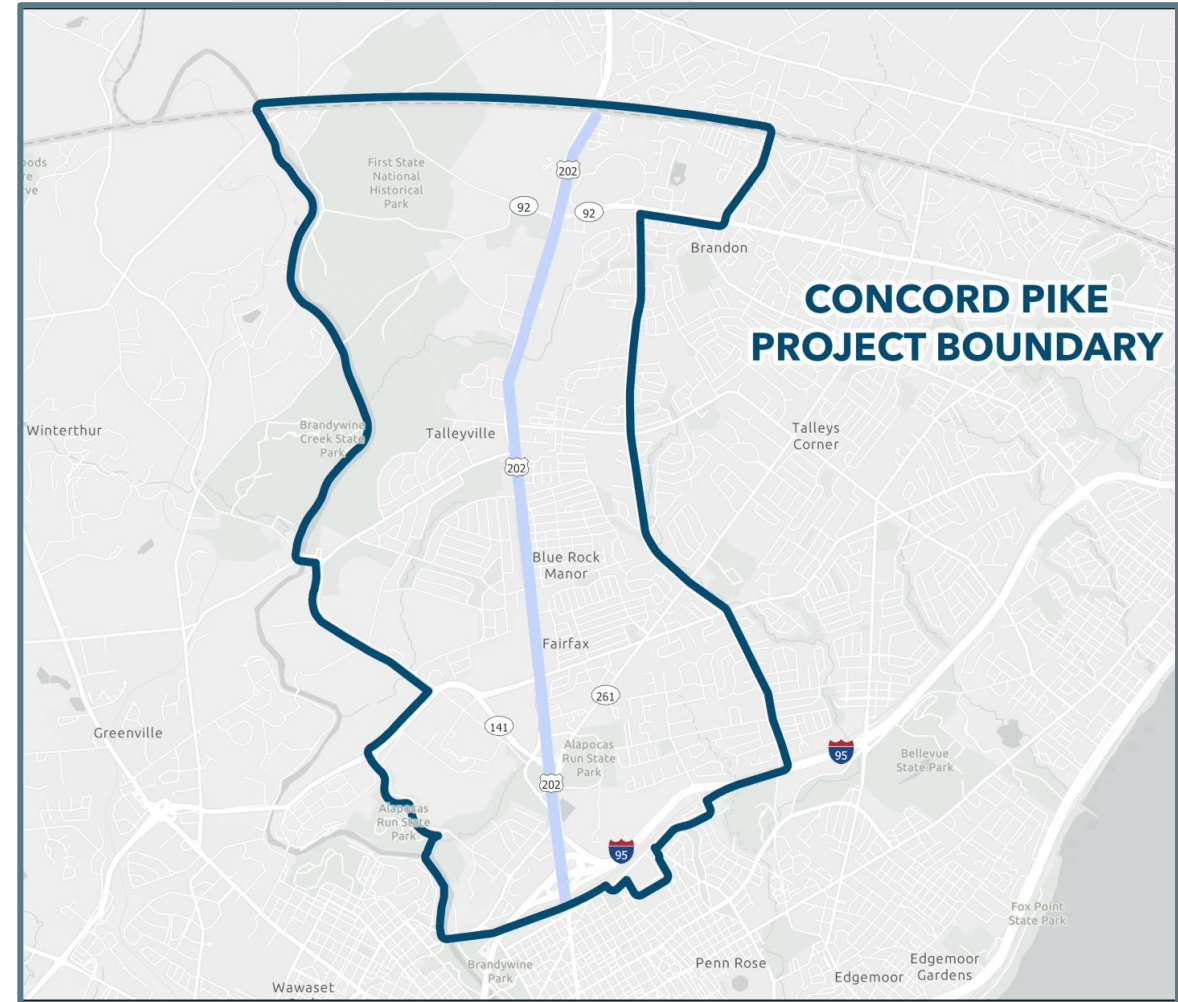 CONCORD PIKE
PROJECT BOUNDARY
First State
National
Historical
Park
202
92
92
Brandon
Winterthur
Brandywine
Creek State
Park
Talleyville
Talleys
Corner
202
Blue Rock
Manor
Fairfax
261
141
Greenville
Alapocas
Run State
Park
202
95
Bellevue
State Park
Alapocas
Run State
Park
95
Fox Point
State Park
Brandywine
Park
Penn Rose
Edgemoor
Edgemoor
Gardens
Wawaset